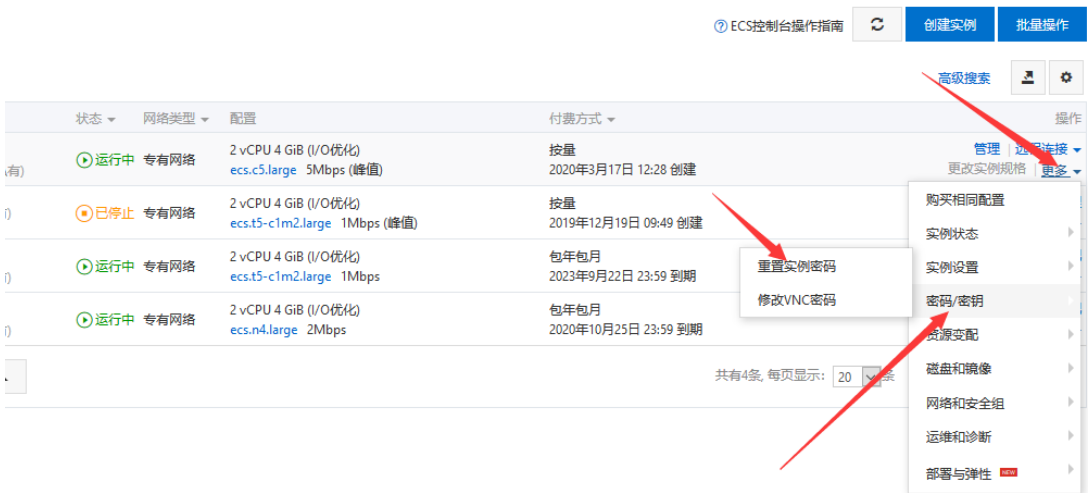 ECS控制台操作指南 创建实例 批量操作
高级搜索
状态 网络类型 配置 付费方式 操作
有) 运行中 专有网络 2 vCPU 4 GiB (I/O优化) 按量 管理 远程连接
ecs.c5.large 5Mbps (峰值) 2020年3月17日 12:28 创建 更改实例规格 更多
已停止 专有网络 2 vCPU 4 GiB (I/O优化) 按量
ecs.t5-c1m2.large 1Mbps (峰值) 2019年12月19日 09:49 创建
运行中 专有网络 2 vCPU 4 GiB (I/O优化) 包年包月
ecs.t5-c1m2.large 1Mbps 2023年9月22日 23:59 到期
运行中 专有网络 2 vCPU 4 GiB (I/O优化) 包年包月
ecs.n4.large 2Mbps 2020年10月25日 23:59 到期
共有4条, 每页显示: 20 条
购买相同配置
实例状态
实例设置
密码/密钥
资源变配
磁盘和镜像
网络和安全组
运维和诊断
部署与弹性 NEW
重置实例密码
修改VNC密码